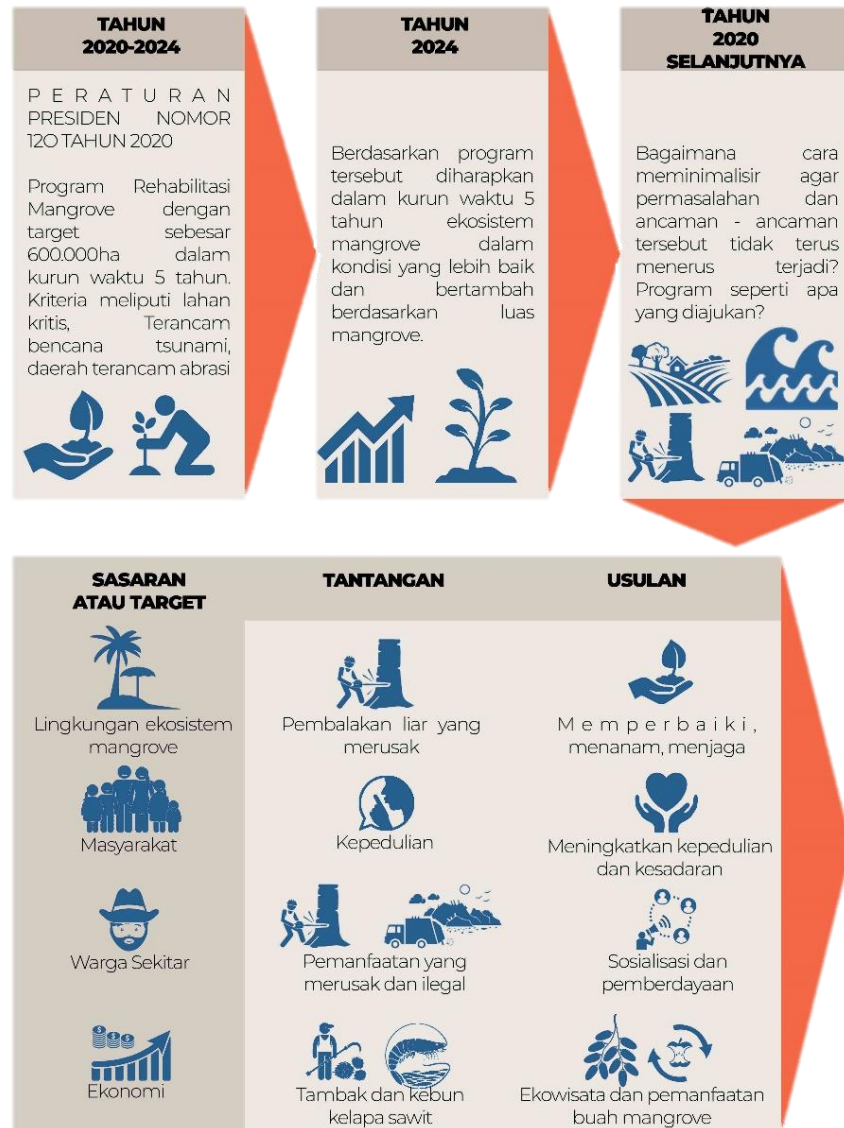 TAHUN
2020-2024
PERATURAN
PRESIDEN NOMOR
12O TAHUN 2020
Program Rehabilitasi
Mangrove dengan
target sebesar
600.000ha dalam
kurun waktu 5 tahun.
Kriteria meliputi lahan
kritis, Terancam
bencana tsunami,
daerah terancam abrasi
TAHUN
2024
Berdasarkan program
tersebut diharapkan
dalam kurun waktu 5
tahun ekosistem
mangrove dalam
kondisi yang lebih baik
dan bertambah
berdasarkan luas
mangrove.
TAHUN
2020
SELANJUTNYA
Bagaimana cara
meminimalisir agar
permasalahan dan
ancaman - ancaman
tersebut tidak terus
menerus terjadi?
Program seperti apa
yang diajukan?
SASARAN
ATAU TARGET
TANTANGAN
USULAN
Lingkungan ekosistem
mangrove
Pembalakan liar yang
merusak
Memperbaiki,
menanam, menjaga
Masyarakat
Kepedulian
Meningkatkan kepedulian
dan kesadaran
Warga Sekitar
Pemanfaatan yang
merusak dan ilegal
Sosialisasi dan
pemberdayaan
Ekonomi
Tambak dan kebun
kelapa sawit
Ekowisata dan pemanfaatan
buah mangrove